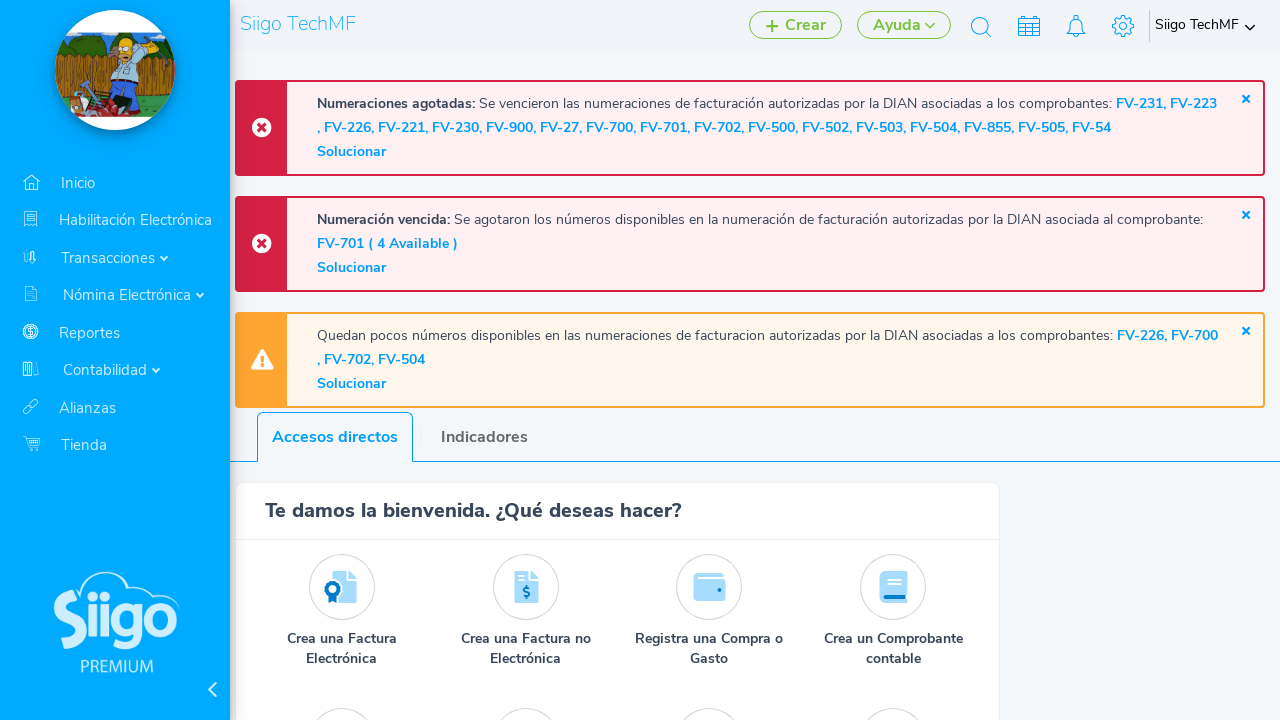 Siigo TechMF
Crear
Ayuda
Siigo TechMF
Inicio
Habilitación Electrónica
Transacciones
Nómina Electrónica
Reportes
Contabilidad
Alianzas
Tienda
Siigo
PREMIUM
Numeraciones agotadas: Se vencieron las numeraciones de facturación autorizadas por la DIAN asociadas a los comprobantes: FV-231, FV-223
, FV-226, FV-221, FV-230, FV-900, FV-27, FV-700, FV-701, FV-702, FV-500, FV-502, FV-503, FV-504, FV-855, FV-505, FV-54
Solucionar
Numeración vencida: Se agotaron los números disponibles en la numeración de facturación autorizadas por la DIAN asociada al comprobante:
FV-701 ( 4 Available )
Solucionar
Quedan pocos números disponibles en las numeraciones de facturacion autorizadas por la DIAN asociadas a los comprobantes: FV-226, FV-700
, FV-702, FV-504
Solucionar
Accesos directos
Indicadores
Te damos la bienvenida. ¿Qué deseas hacer?
Crea una Factura
Electrónica
Crea una Factura no
Electrónica
Registra una Compra o
Gasto
Crea un Comprobante
contable